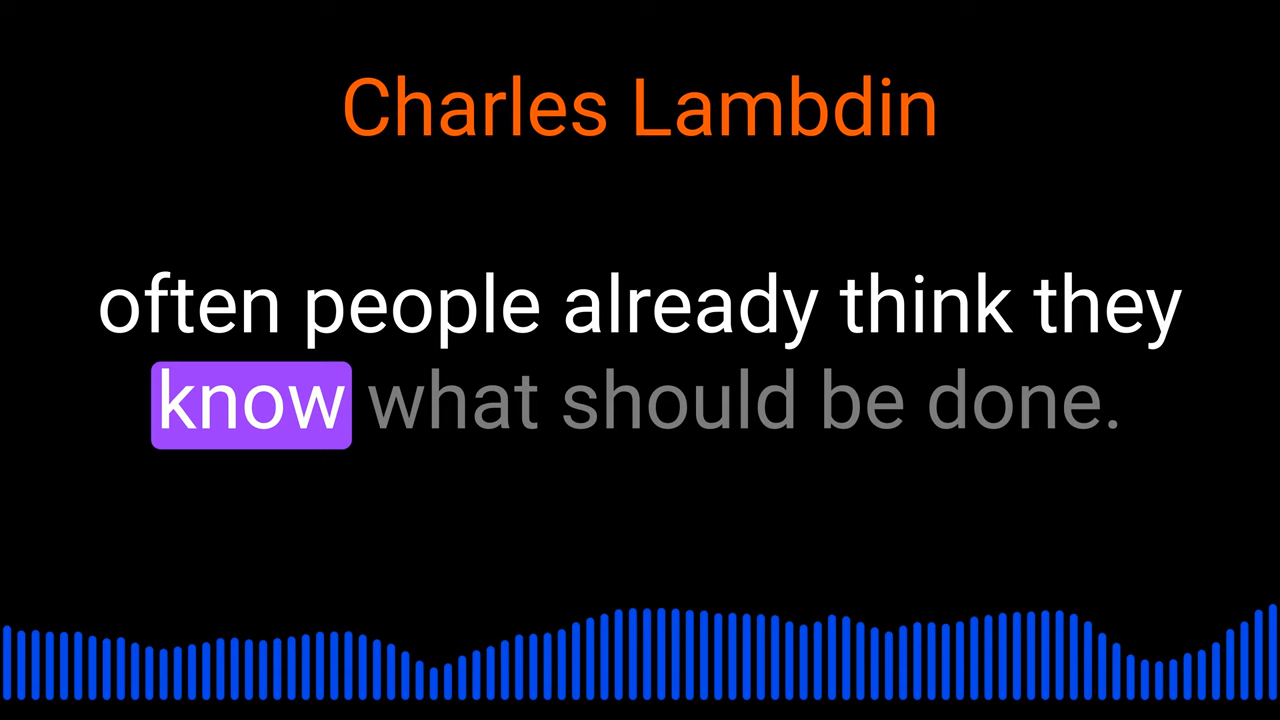 Charles Lambdin
often people already think they
know what should be done.